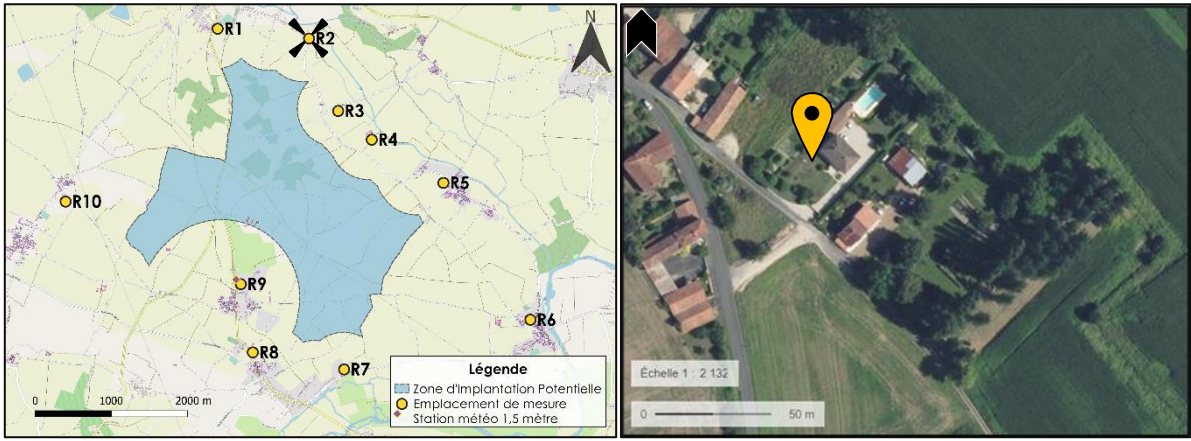 N
R1
R2
R3
R4
R5
R10
R9
R6
R8
R7
Légende
Zone d'Implantation Potentielle
Emplacement de mesure
Station météo 1,5 mètre
0 1000 2000 m
Échelle 1 : 2 132
0 50 m